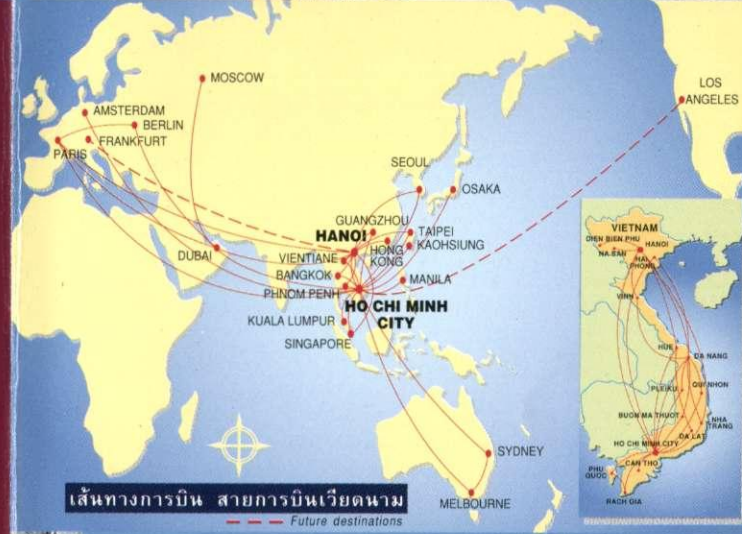 MOSCOW
LOS
ANGELES
AMSTERDAM
BERLIN
FRANKFURT
PARIS
SEOUL
OSAKA
GUANGZHOU
HANOI
TAIPEI
KAOHSIUNG
HONG
KONG
DUBAI
VIENTIANE
BANGKOK
MANILA
PHNOM PENH
HO CHI MINH
CITY
KUALA LUMPUR
SINGAPORE
SYDNEY
MELBOURNE
VIETNAM
DIEN BIEN PHU
HANOI
NA-SAN
HAI
PHONG
VINH
HUE
DA NANG
PLEIKU
QUI NHON
BUON MA THUOT
NHA
TRANG
DA LAT
HO CHI MINH CITY
PHU
QUOC
CAN THO
RACH GIA
เส้นทางการบิน สายการบินเวียดนาม
Future destinations